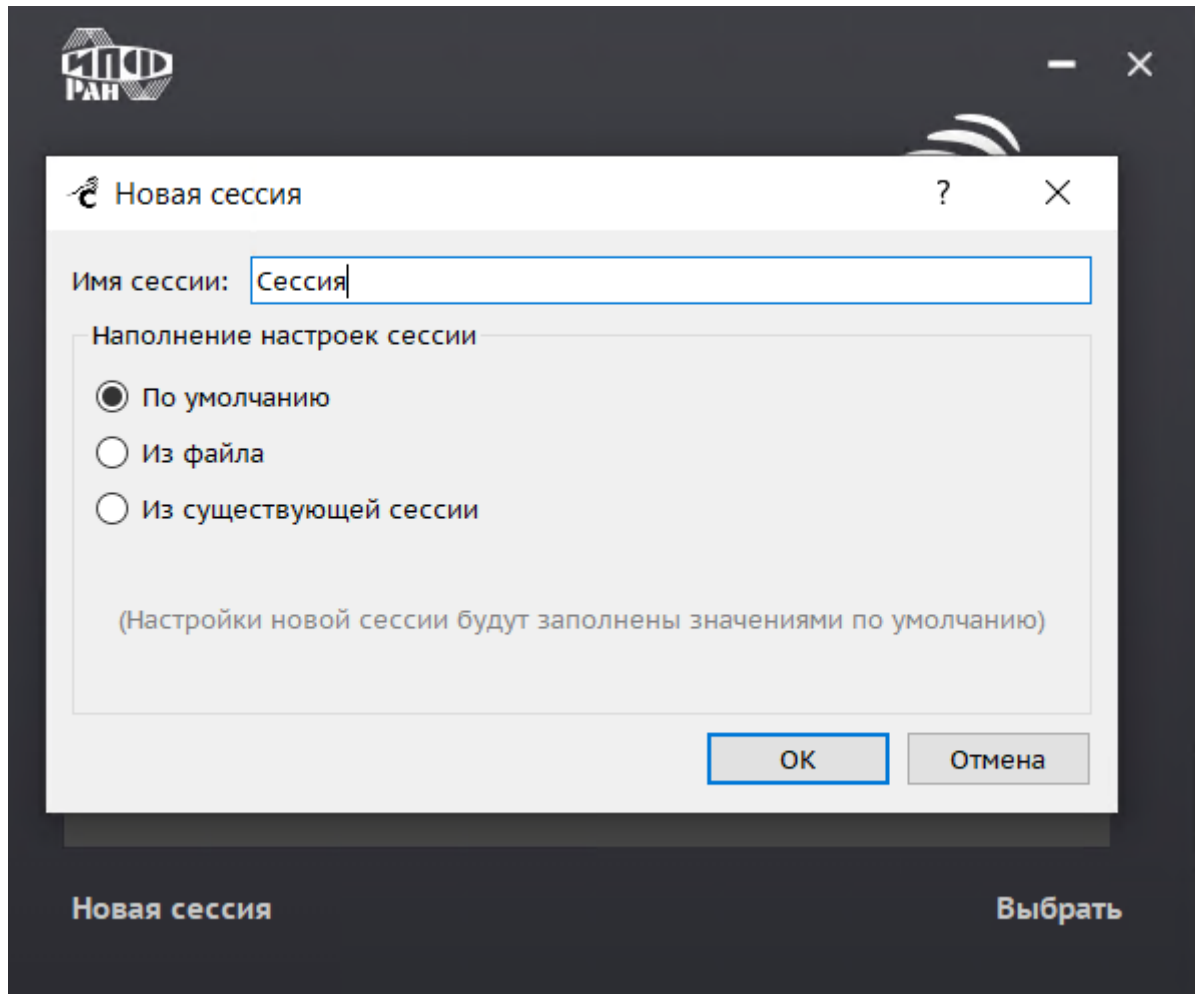 ИПФ
РАН
Новая сессия
Имя сессии: Сессия
Наполнение настроек сессии
По умолчанию
Из файла
Из существующей сессии
(Настройки новой сессии будут заполнены значениями по умолчанию)
ОК Отмена
Новая сессия Выбрать